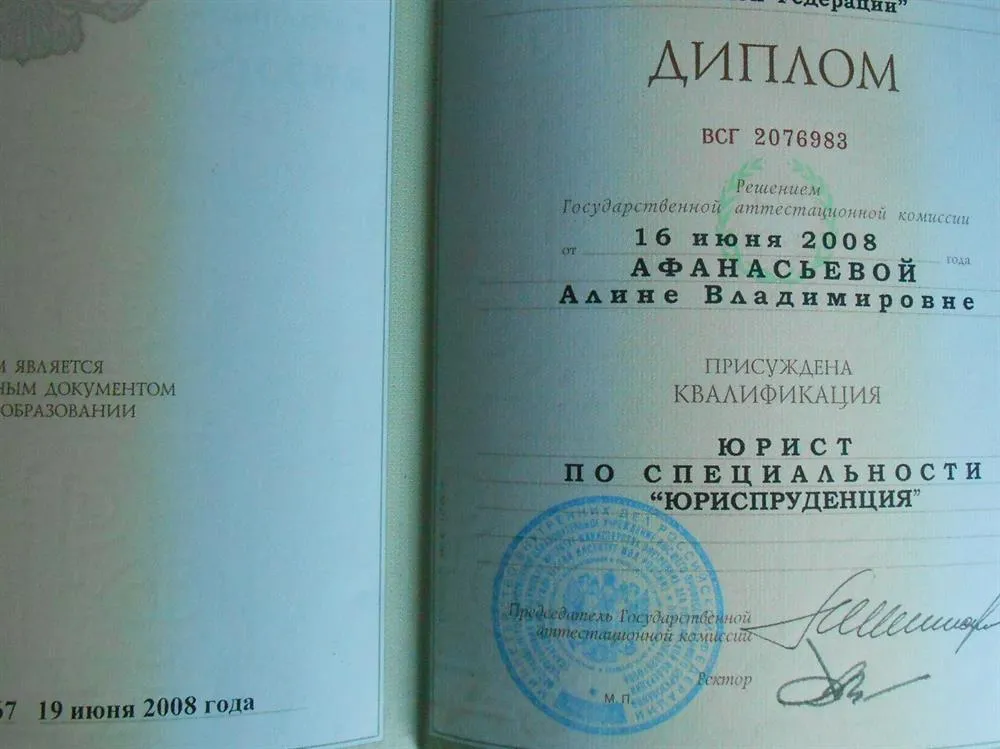 ЯВЛЯЕТСЯ
ДОКУМЕНТОМ
ОБРАЗОВАНИИ
67 19 июня 2008 года
Федерации"
ДИПЛОМ
ВСГ 2076983
Решением
Государственной аттестационной комиссии
16 июня 2008
от года
АФАНАСЬЕВОЙ
Алине Владимировне
ПРИСУЖДЕНА
КВАЛИФИКАЦИЯ
ЮРИСТ
ПО СПЕЦИАЛЬНОСТИ
“ЮРИСПРУДЕНЦИЯ”
Председатель Государственной
аттестационной комиссии
Ректор
М.П.